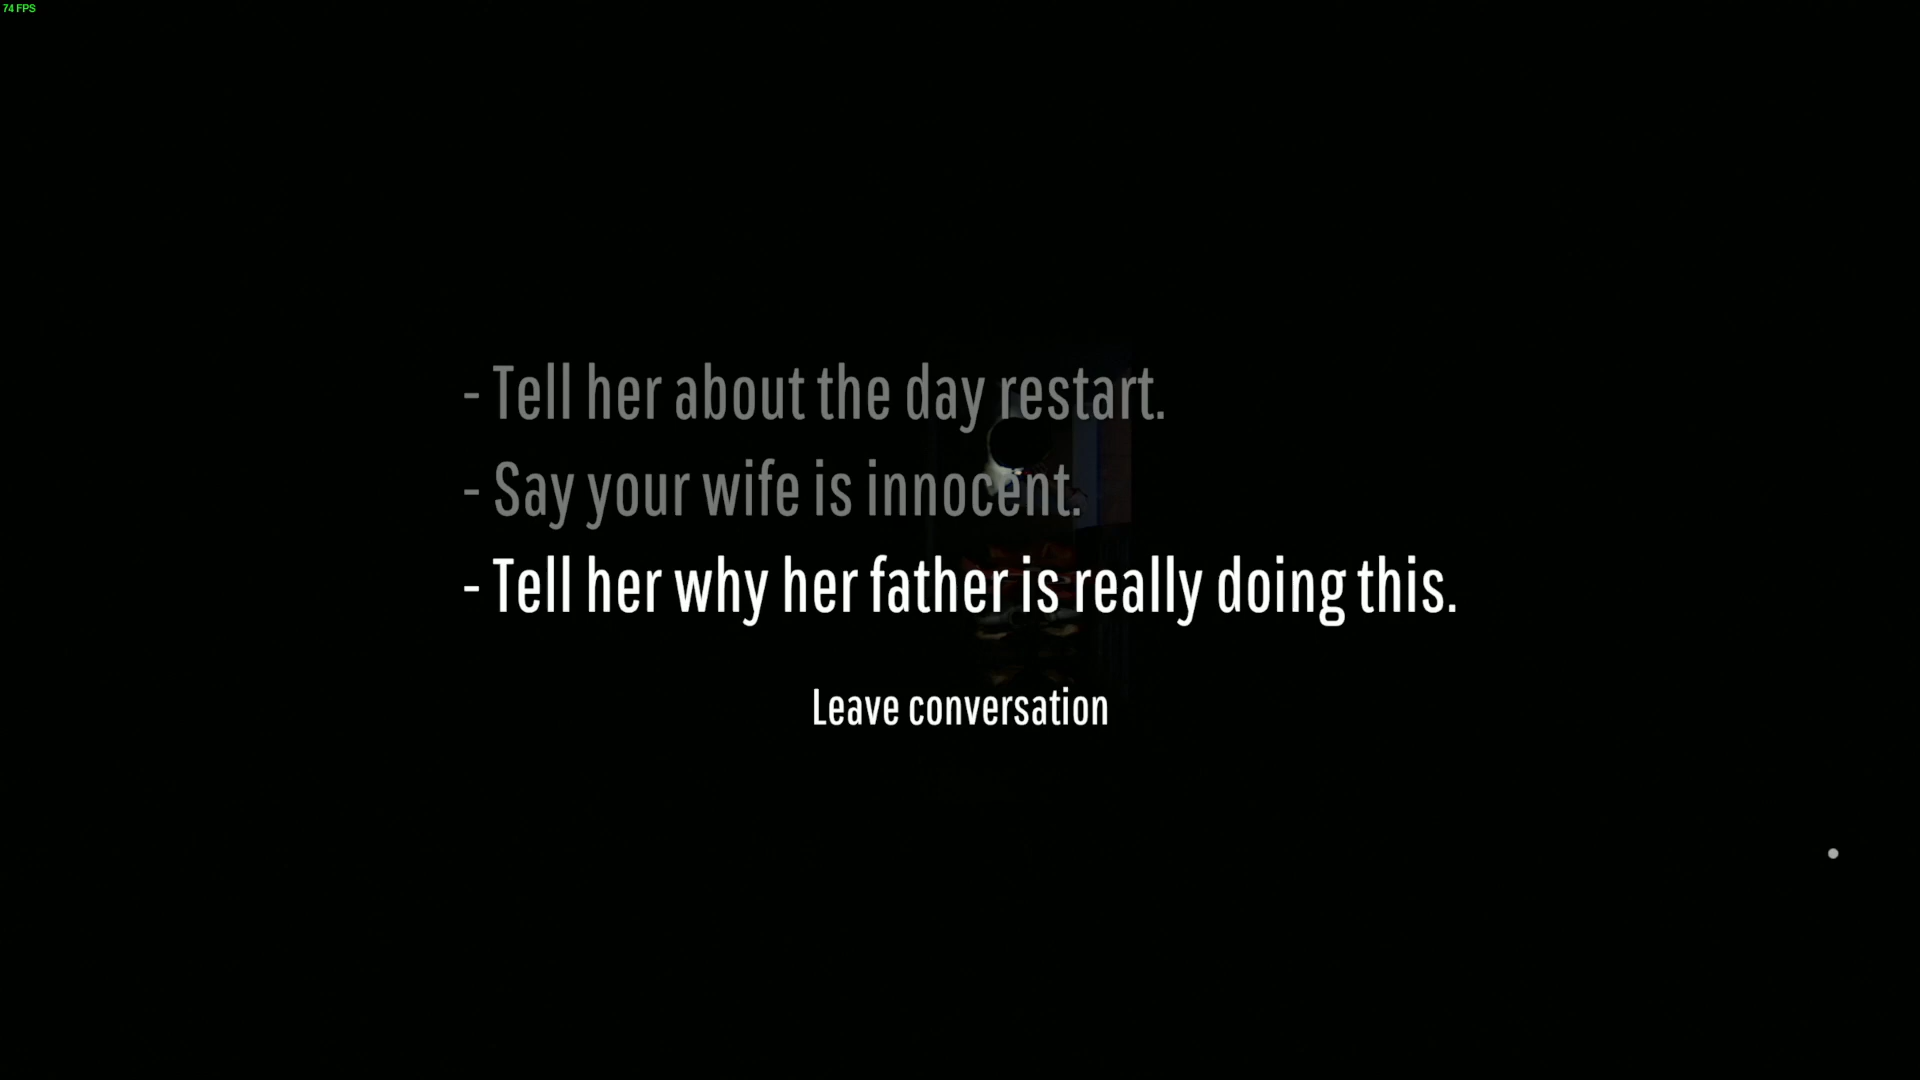 74 FPS
- Tell her about the day restart.
- Say your wife is innocent.
- Tell her why her father is really doing this.
Leave conversation